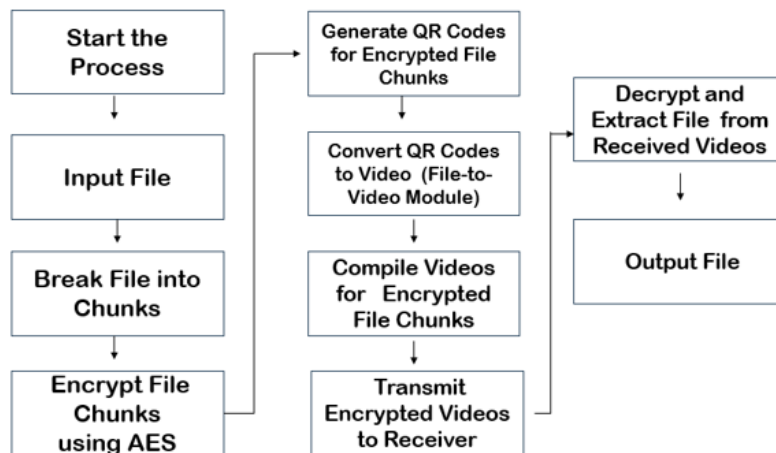 Start the
Process
Input File
Break File into
Chunks
Encrypt File
Chunks
using AES
Generate QR Codes
for Encrypted File
Chunks
Convert QR Codes
to Video (File-to-
Video Module)
Compile Videos
for Encrypted
File Chunks
Transmit
Encrypted Videos
to Receiver
Decrypt and
Extract File from
Received Videos
Output File